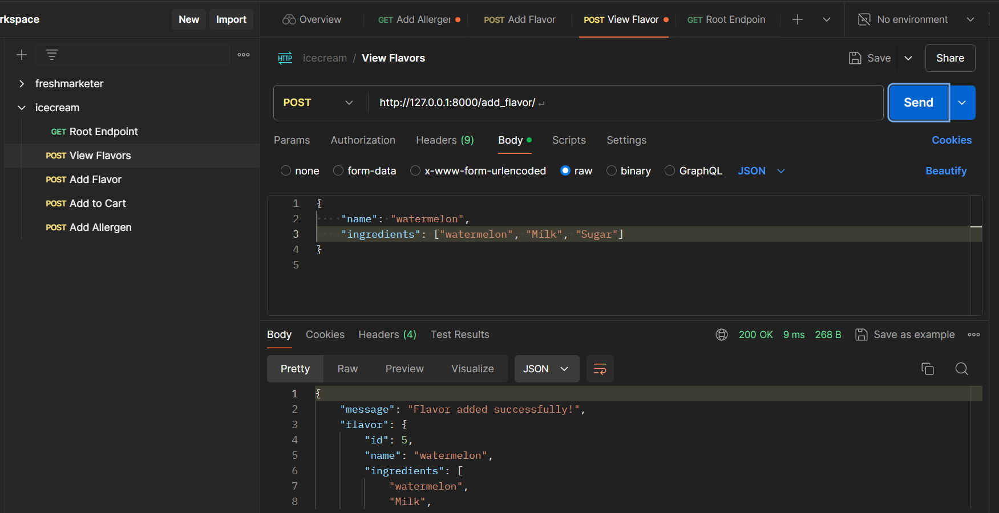 rkspace
New
Import
Overview
GET Add Allerger
POST Add Flavor
POST View Flavor
GET Root Endpoin
No environment
freshmarketer
icecream
GET Root Endpoint
POST View Flavors
POST Add Flavor
POST Add to Cart
POST Add Allergen
HTTP icecream / View Flavors
Save
Share
POST
http://127.0.0.1:8000/add_flavor/
Send
Params Authorization Headers (9) Body Scripts Settings Cookies
none form-data x-www-form-urlencoded raw binary GraphQL JSON Beautify
1 {
2 "name": "watermelon",
3 "ingredients": ["watermelon", "Milk", "Sugar"]
4 }
5
Body Cookies Headers (4) Test Results 200 OK 9 ms 268 B Save as example
Pretty Raw Preview Visualize JSON
1 {
2 "message": "Flavor added successfully!",
3 "flavor": {
4 "id": 5,
5 "name": "watermelon",
6 "ingredients": [
7 "watermelon",
8 "Milk",